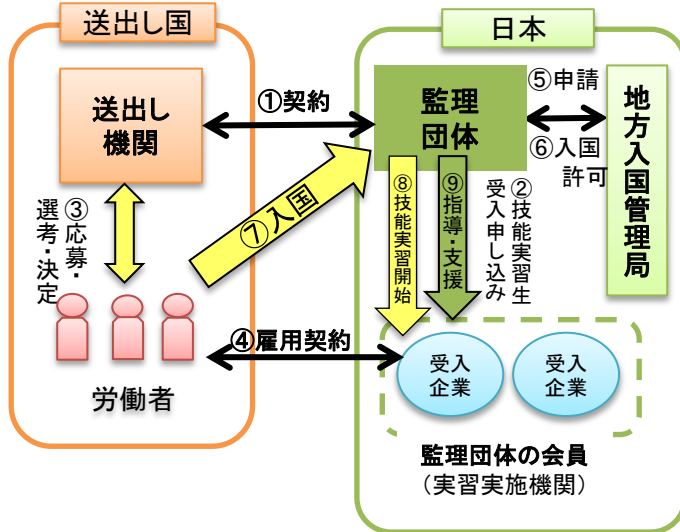 送出し国
日本
送出し
機関
①契約
監理
団体
⑤申請
⑥入国
許可
地方入国管理局
③応募・
選考・決定
⑦入国
⑧技能実習開始
⑨指導・支援
②技能実習生
受入申し込み
④雇用契約
労働者
受入
企業
受入
企業
監理団体の会員
（実習実施機関）